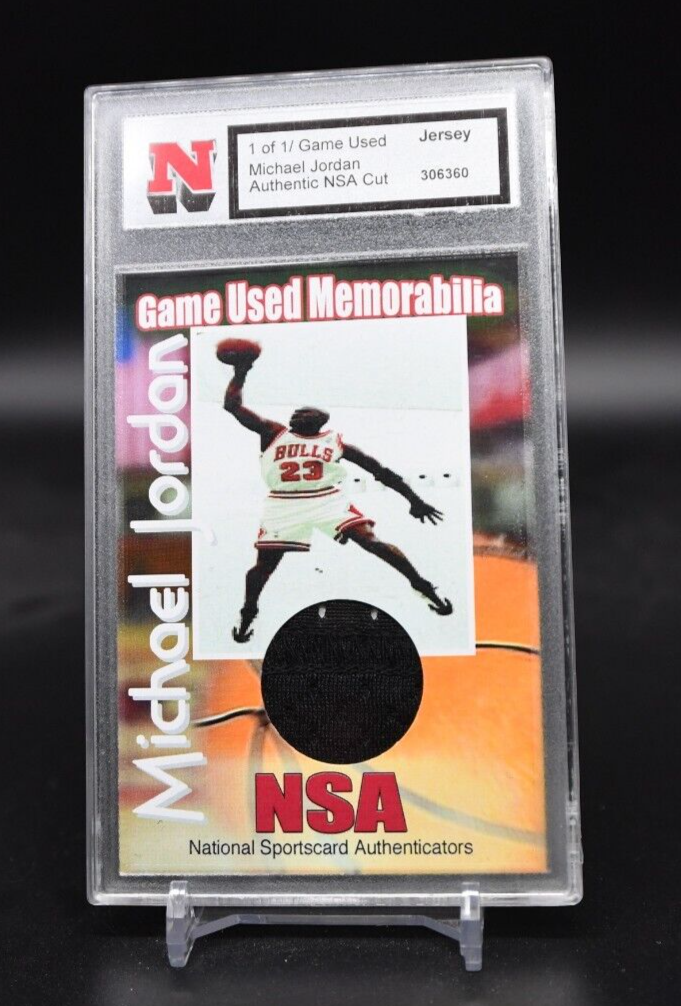 N
1 of 1/ Game Used Jersey
Michael Jordan
Authentic NSA Cut 306360
Game Used Memorabilia
Michael Jordan
BULLS
23
NSA
National Sportscard Authenticators